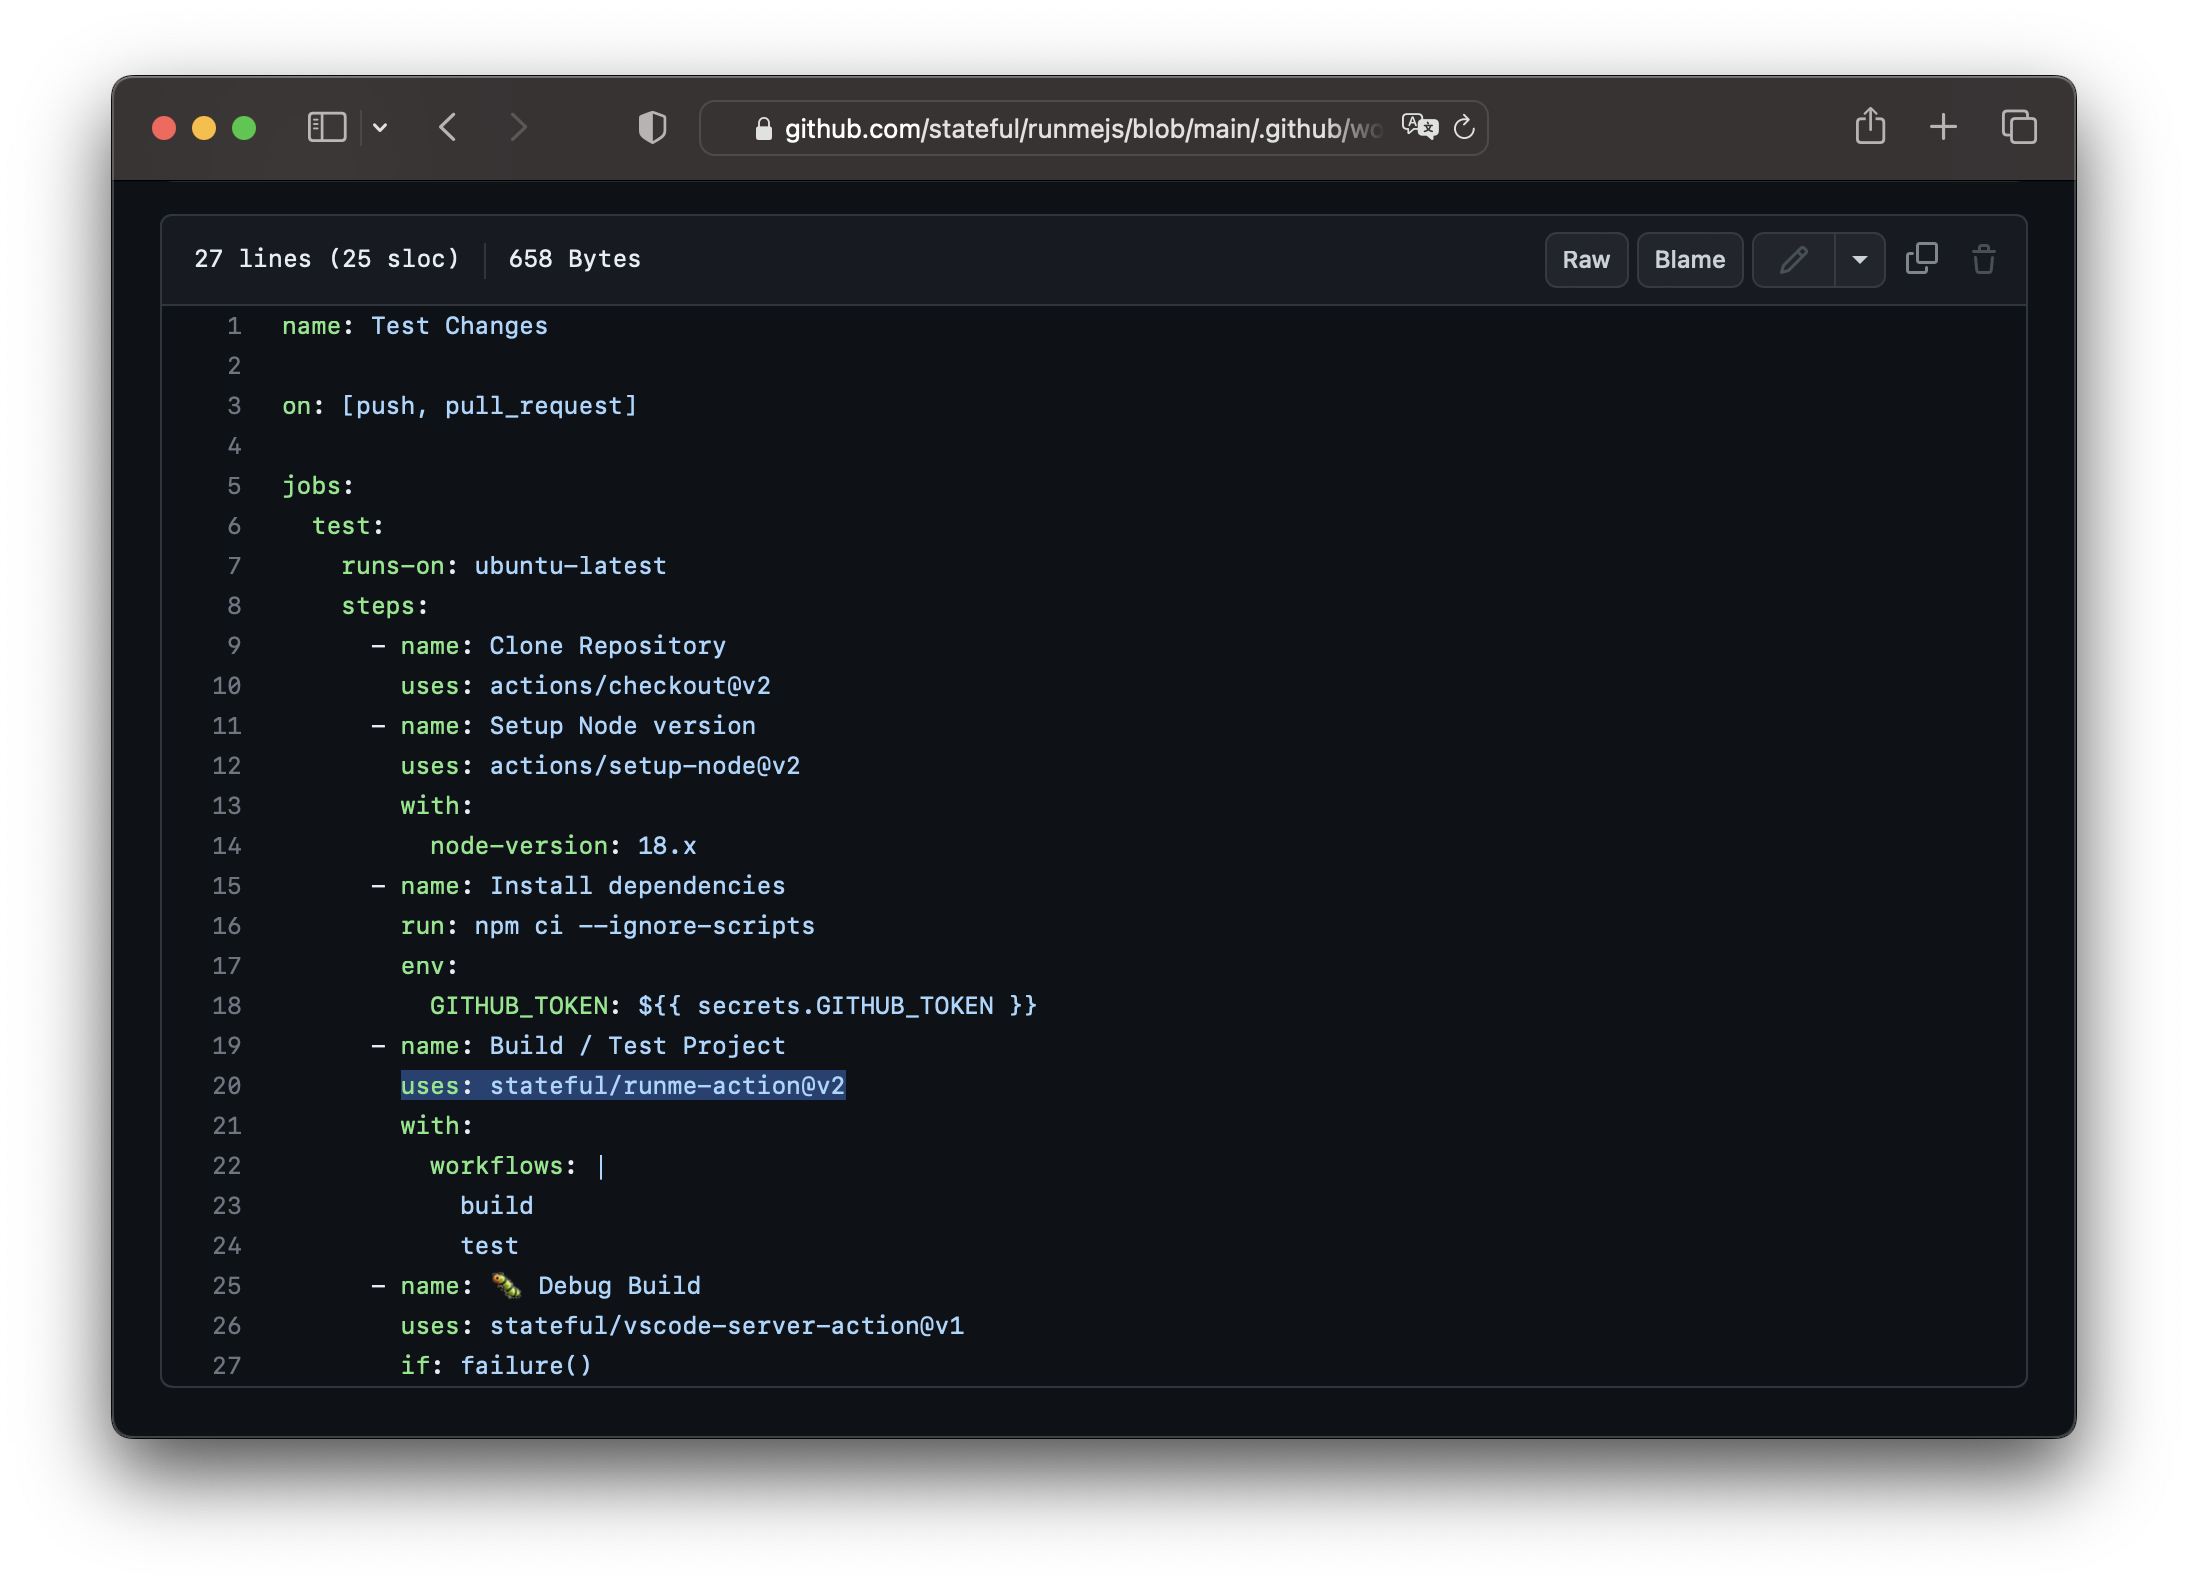 github.com/stateful/runmejs/blob/main/.github/wo
27 lines (25 sloc) 658 Bytes
Raw Blame
1 name: Test Changes
2
3 on: [push, pull_request]
4
5 jobs:
6   test:
7     runs-on: ubuntu-latest
8     steps:
9       - name: Clone Repository
10         uses: actions/checkout@v2
11       - name: Setup Node version
12         uses: actions/setup-node@v2
13         with:
14           node-version: 18.x
15       - name: Install dependencies
16         run: npm ci --ignore-scripts
17         env:
18           GITHUB_TOKEN: ${{ secrets.GITHUB_TOKEN }}
19       - name: Build / Test Project
20         uses: stateful/runme-action@v2
21         with:
22           workflows: |
23             build
24             test
25       - name: 🐛 Debug Build
26         uses: stateful/vscode-server-action@v1
27         if: failure()